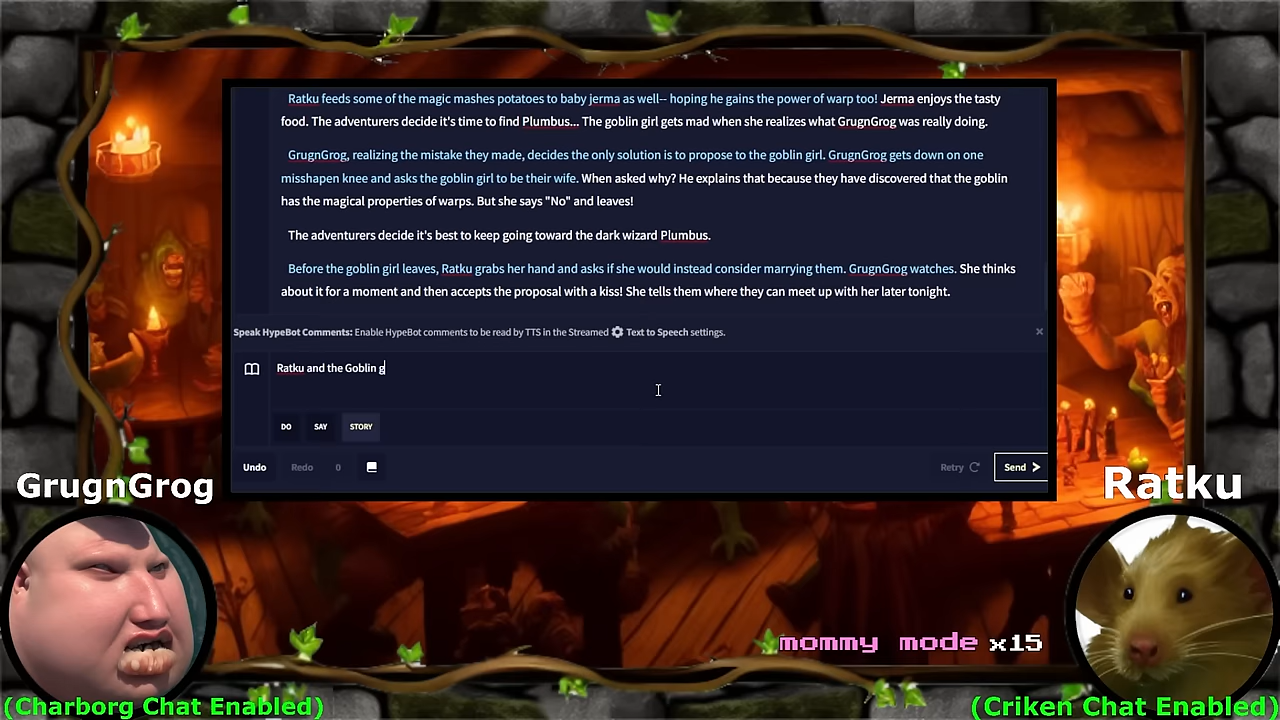 Ratku feeds some of the magic mashes potatoes to baby jerma as well-- hoping he gains the power of warp too! Jerma enjoys the tasty
food. The adventurers decide it's time to find Plumbus... The goblin girl gets mad when she realizes what GrugnGrog was really doing.
GrugnGrog, realizing the mistake they made, decides the only solution is to propose to the goblin girl. GrugnGrog gets down on one
misshapen knee and asks the goblin girl to be their wife. When asked why? He explains that because they have discovered that the goblin
has the magical properties of warps. But she says "No" and leaves!
The adventurers decide it's best to keep going toward the dark wizard Plumbus.
Before the goblin girl leaves, Ratku grabs her hand and asks if she would instead consider marrying them. GrugnGrog watches. She thinks
about it for a moment and then accepts the proposal with a kiss! She tells them where they can meet up with her later tonight.
Speak HypeBot Comments: Enable HypeBot comments to be read by TTS in the Streamed Text to Speech settings.
Ratku and the Goblin g
DO SAY STORY
Undo Redo 0 Retry Send
GrugnGrog
Ratku
mommy mode x15
(Charborg Chat Enabled)
(Criken Chat Enabled)